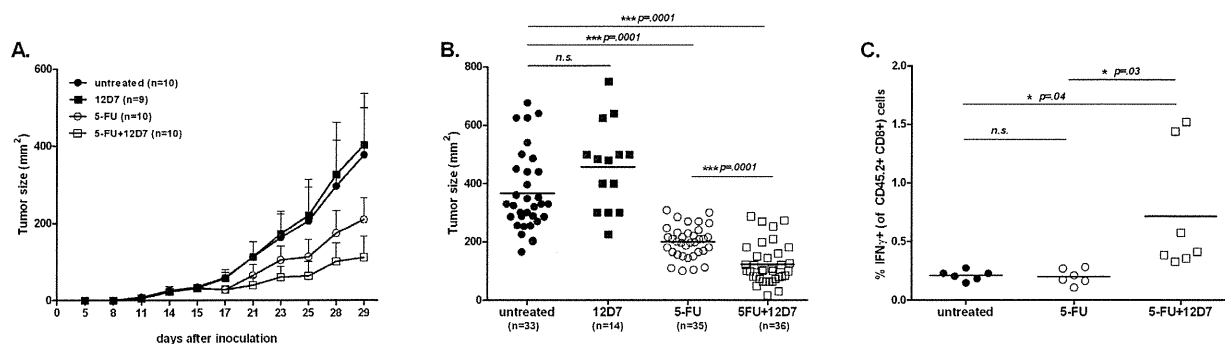 A.
600
400
200
0
Tumor size (mm²)
untreated (n=10)
12D7 (n=9)
5-FU (n=10)
5-FU+12D7 (n=10)
0 5 8 11 14 15 17 21 23 25 28 29
days after inoculation
B.
*** p=.0001
*** p=.0001
n.s.
*** p=.0001
800
600
400
200
0
Tumor size (mm²)
untreated 12D7 5-FU 5FU+12D7
(n=33) (n=14) (n=35) (n=36)
C.
* p=.03
* p=.04
n.s.
2.0
1.5
1.0
0.5
0.0
% IFNγ+ (of CD45.2+ CD8+) cells
untreated 5-FU 5-FU+12D7